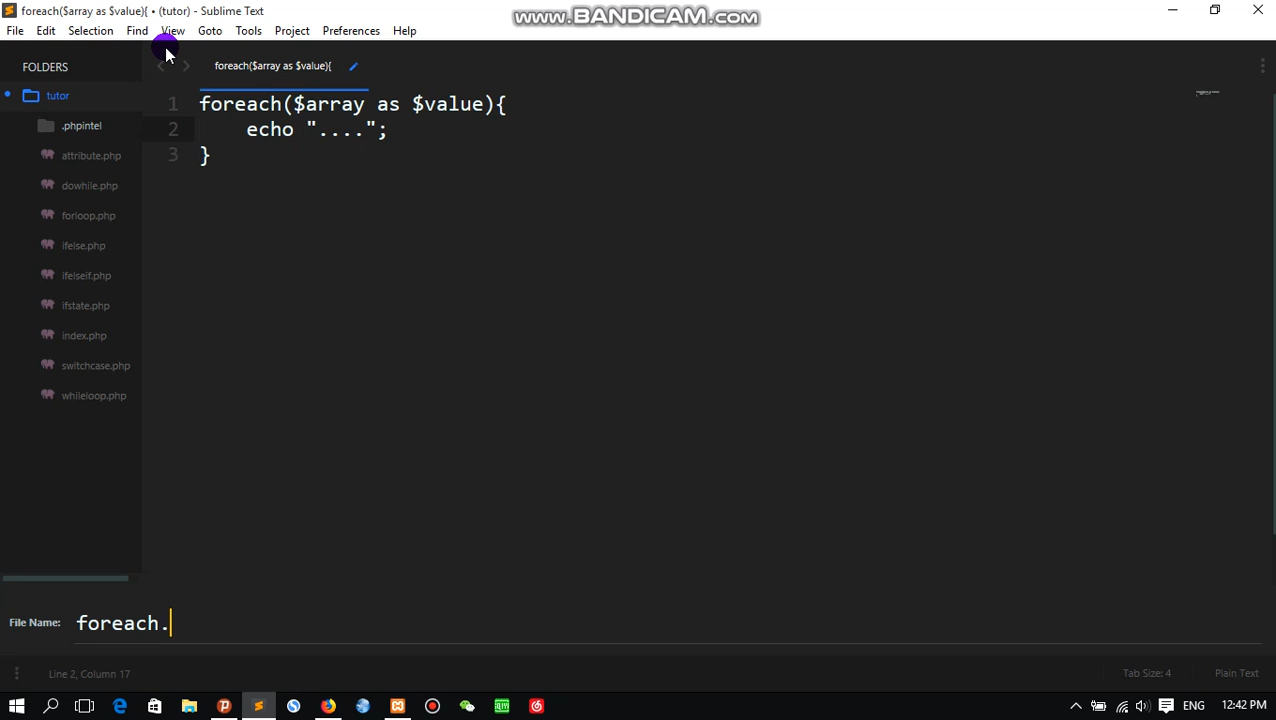 foreach($array as $value){ • (tutor) - Sublime Text
www.BANDICAM.com
File Edit Selection Find View Goto Tools Project Preferences Help
FOLDERS
foreach($array as $value){
tutor
.phpintel
attribute.php
dowhile.php
forloop.php
ifelse.php
ifelseif.php
ifstate.php
index.php
switchcase.php
whileloop.php
1 foreach($array as $value){
2 echo "....";
3 }
File Name: foreach.
Line 2, Column 17
Tab Size: 4
Plain Text
ENG
12:42 PM